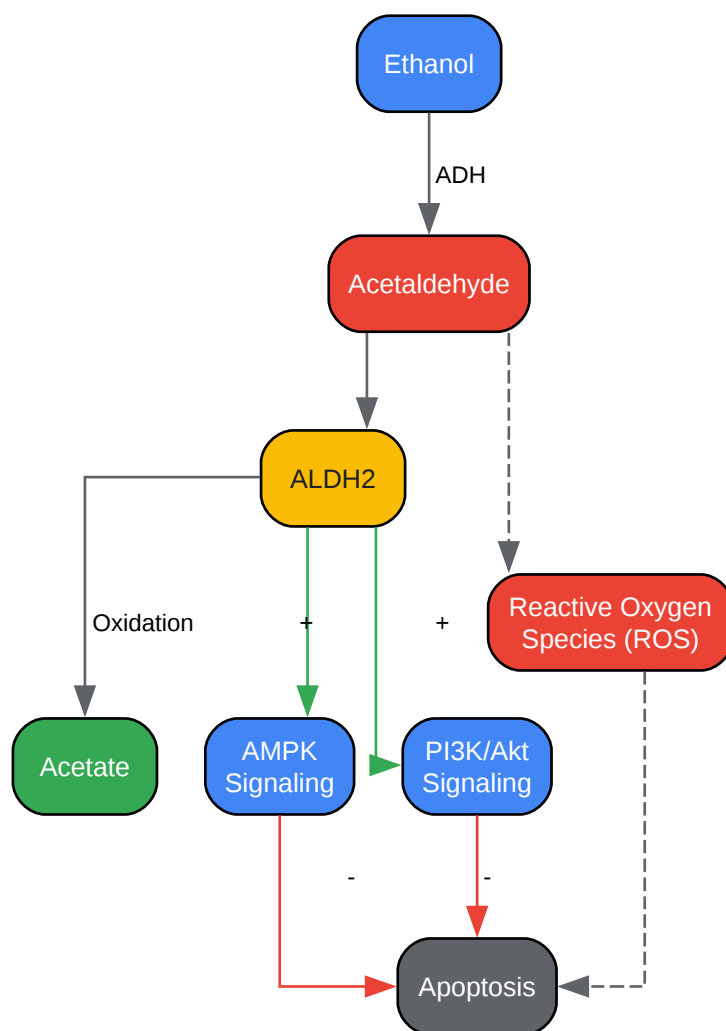 Ethanol
ADH
Acetaldehyde
ALDH2
Oxidation
+
+
Reactive Oxygen
Species (ROS)
Acetate
AMPK
Signaling
PI3K/Akt
Signaling
-
-
Apoptosis